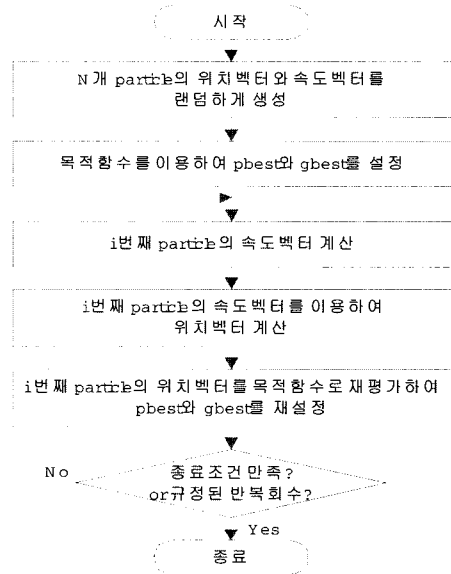 시작
N개 particle의 위치벡터와 속도벡터를
랜덤하게 생성
목적함수를 이용하여 pbest와 gbest를 설정
i번째 particle의 속도벡터 계산
i번째 particle의 속도벡터를 이용하여
위치벡터 계산
i번째 particle의 위치벡터를 목적함수로 재평가하여
pbest와 gbest를 재설정
No
종료조건 만족?
or규정된 반복회수?
Yes
종료